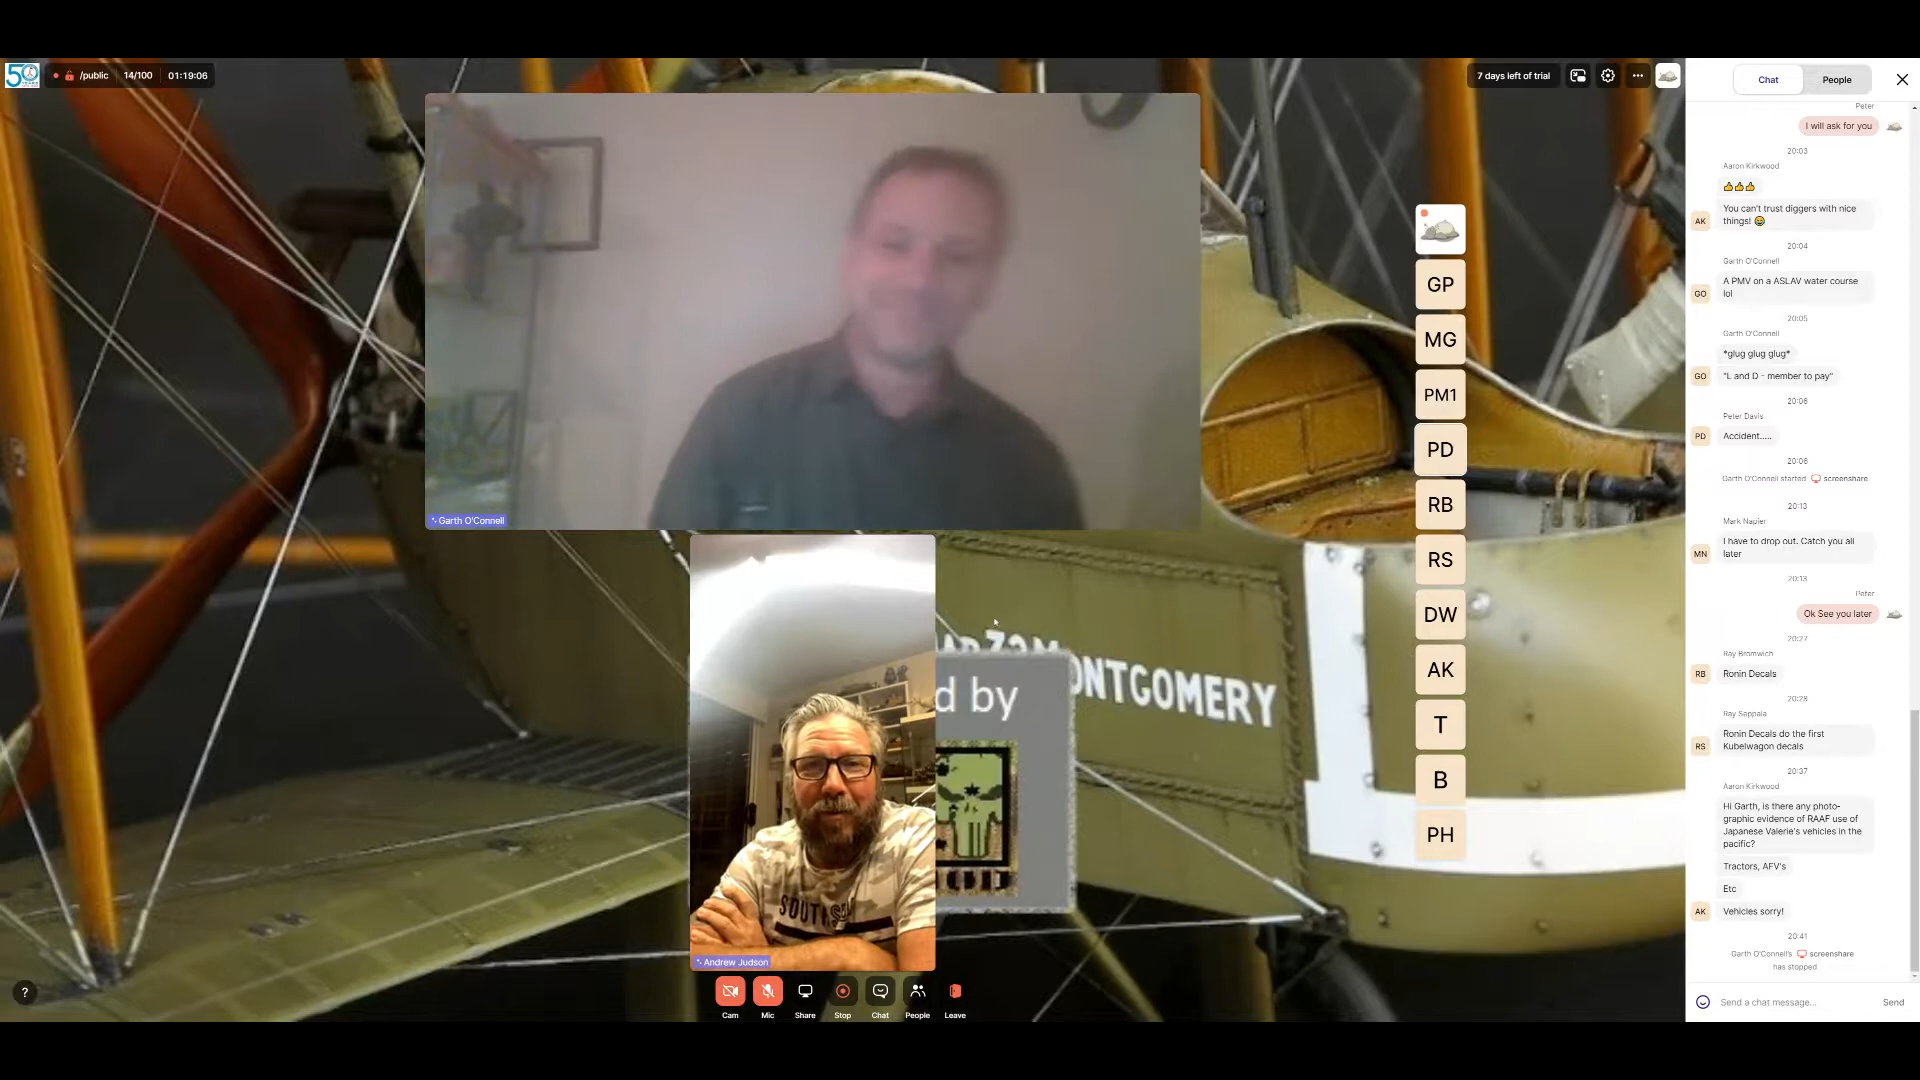 50
/public 14/100 01:19:06
7 days left of trial
Chat People
Peter
I will ask for you
20:03
Aaron Kirkwood
👍👍👍
You can't trust diggers with nice
things! 😂
AK
20:04
Garth O'Connell
A PMV on a ASLAV water course
lol
GO
20:05
Garth O'Connell
*glug glug glug*
"L and D - member to pay"
GO
20:06
Peter Davis
Accident.....
PD
20:06
Garth O'Connell started screenshare
20:13
Mark Napier
I have to drop out. Catch you all
later
MN
20:13
Peter
Ok See you later
20:27
Ray Bromwich
Ronin Decals
RB
20:28
Ray Seppala
Ronin Decals do the first
Kubelwagon decals
RS
20:37
Aaron Kirkwood
Hi Garth, is there any photo-
graphic evidence of RAAF use of
Japanese Valerie's vehicles in the
pacific?
Tractors, AFV's
Etc
Vehicles sorry!
AK
20:41
Garth O'Connell's screenshare
has stopped
Send a chat message... Send
GP
MG
PM1
PD
RB
RS
DW
AK
T
B
PH
Garth O'Connell
ONTGOMERY
d by
SOUTH
Andrew Judson
?
Cam Mic Share Stop Chat People Leave